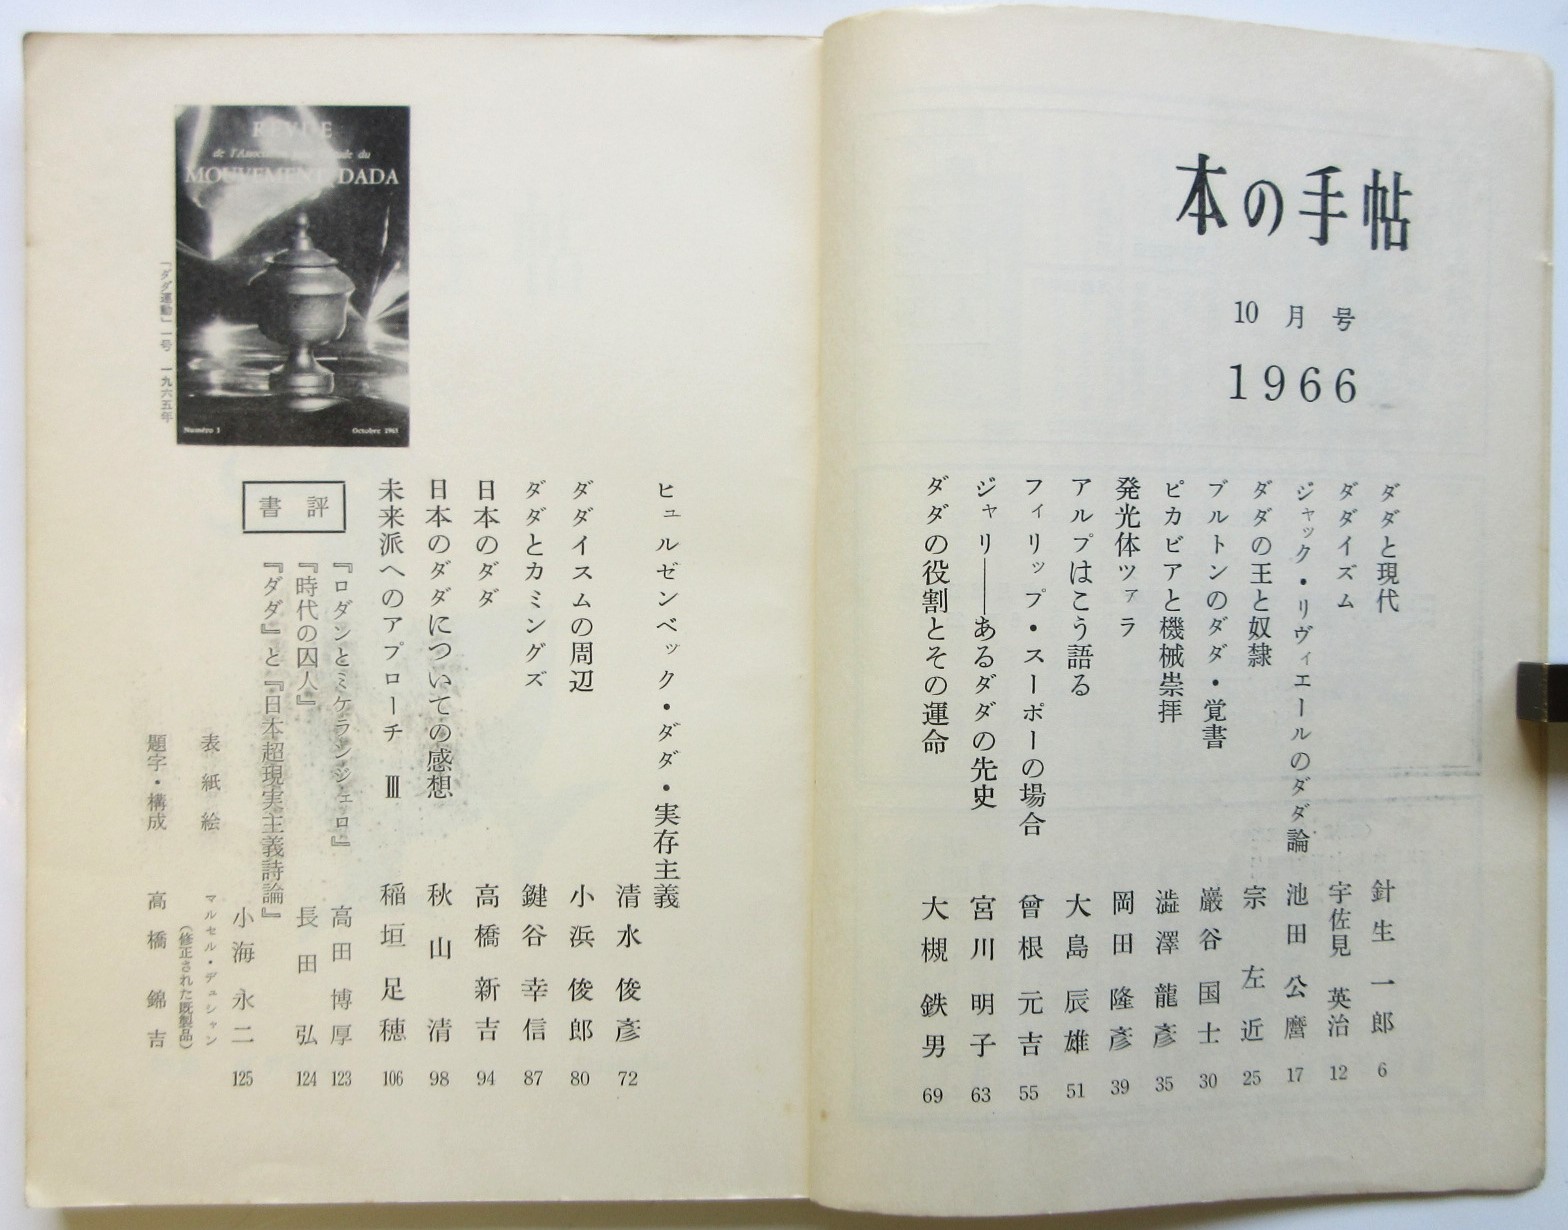 本の手帖
10月号
1966
ダダと現代 針生一郎 6
ダダイズム 宇佐見英治 12
ジャック・リヴィエールのダダ論 池田公麿 17
ダダの王と奴隷 宗左近 25
ブルトンのダダ・覚書 巖谷国士 30
ピカビアと機械崇拝 澁澤龍彥 35
発光体ツァラ 岡田隆彥 39
アルプはこう語る 大島辰雄 51
フィリップ・スーポーの場合 曾根元吉 55
ジャリ――あるダダの先史 宮川明子 63
ダダの役割とその運命 大槻鉄男 69
ヒュルゼンベック・ダダ・実存主義 清水俊彥 72
ダダイスムの周辺 小浜俊郎 80
ダダとカミングズ 鍵谷幸信 87
日本のダダ 高橋新吉 94
日本のダダについての感想 秋山清 98
未来派へのアプローチ Ⅲ 稲垣足穂 106
書評
『ロダンとミケランジェロ』 高田博厚 123
『時代の囚人』 長田弘 124
『ダダ』と『日本超現実主義詩論』 小海永二 125
表紙絵 マルセル・デュシャン
(修正された既製品)
題字・構成 高橋錦吉
REVUE
de l'Association du
MOUVEMENT DADA
Numéro 1
Octobre 1965
「ダダ運動」一号 一九六五年